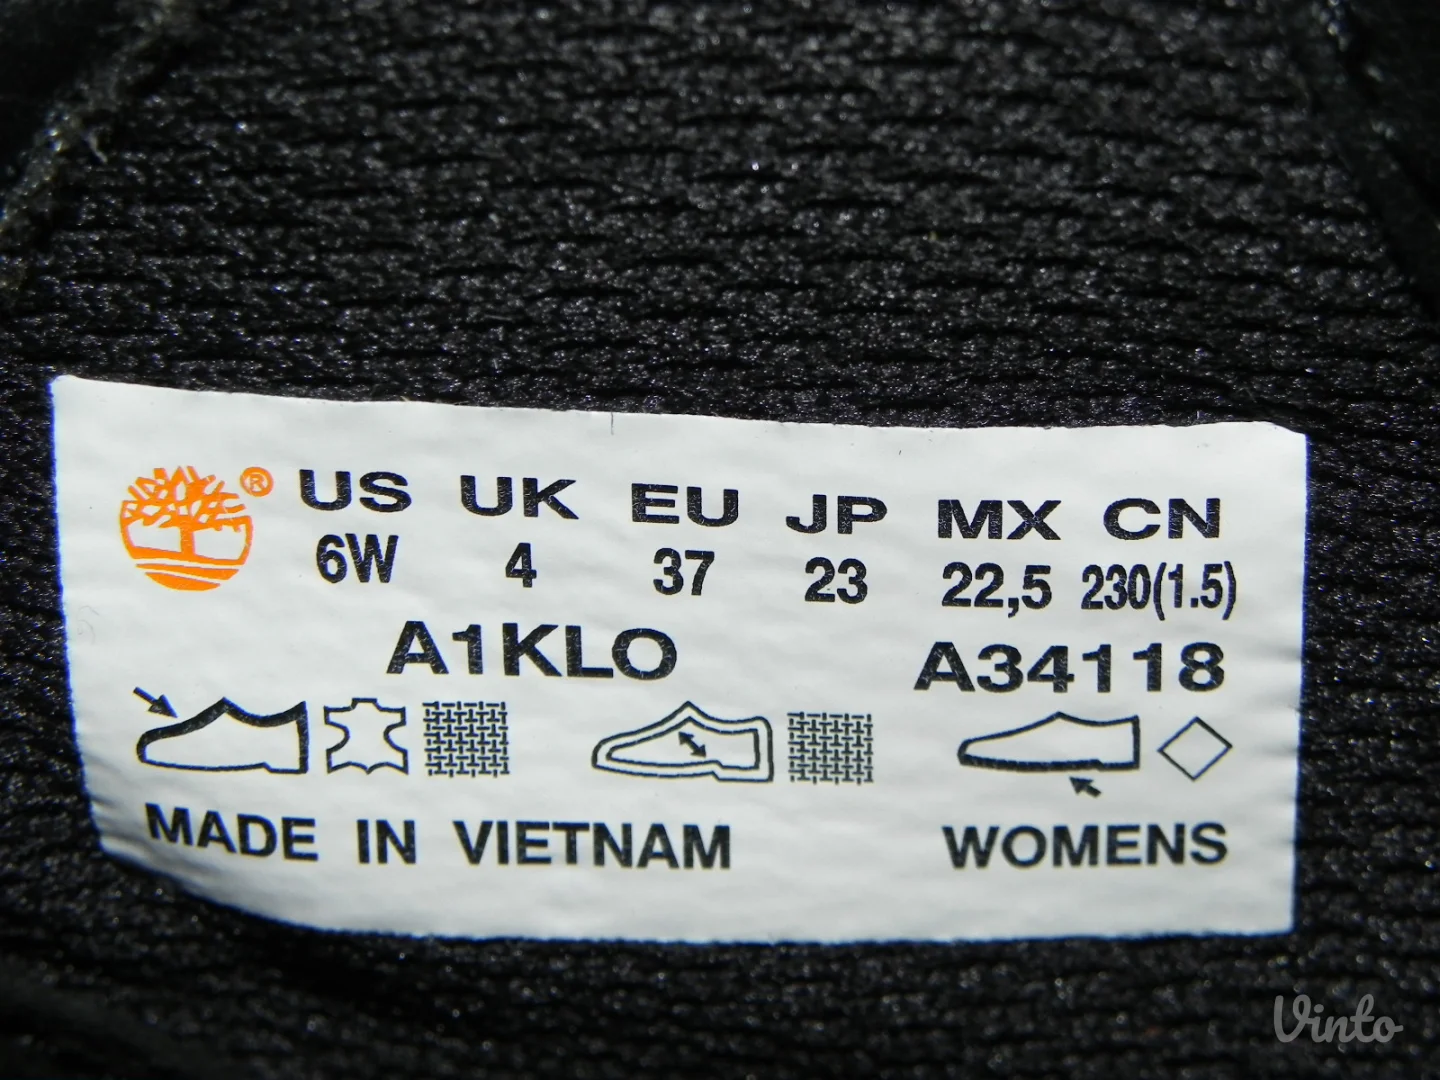 ® US UK EU JP MX CN
6W 4 37 23 22,5 230(1.5)
A1KLO A34118
MADE IN VIETNAM WOMENS
Vinto